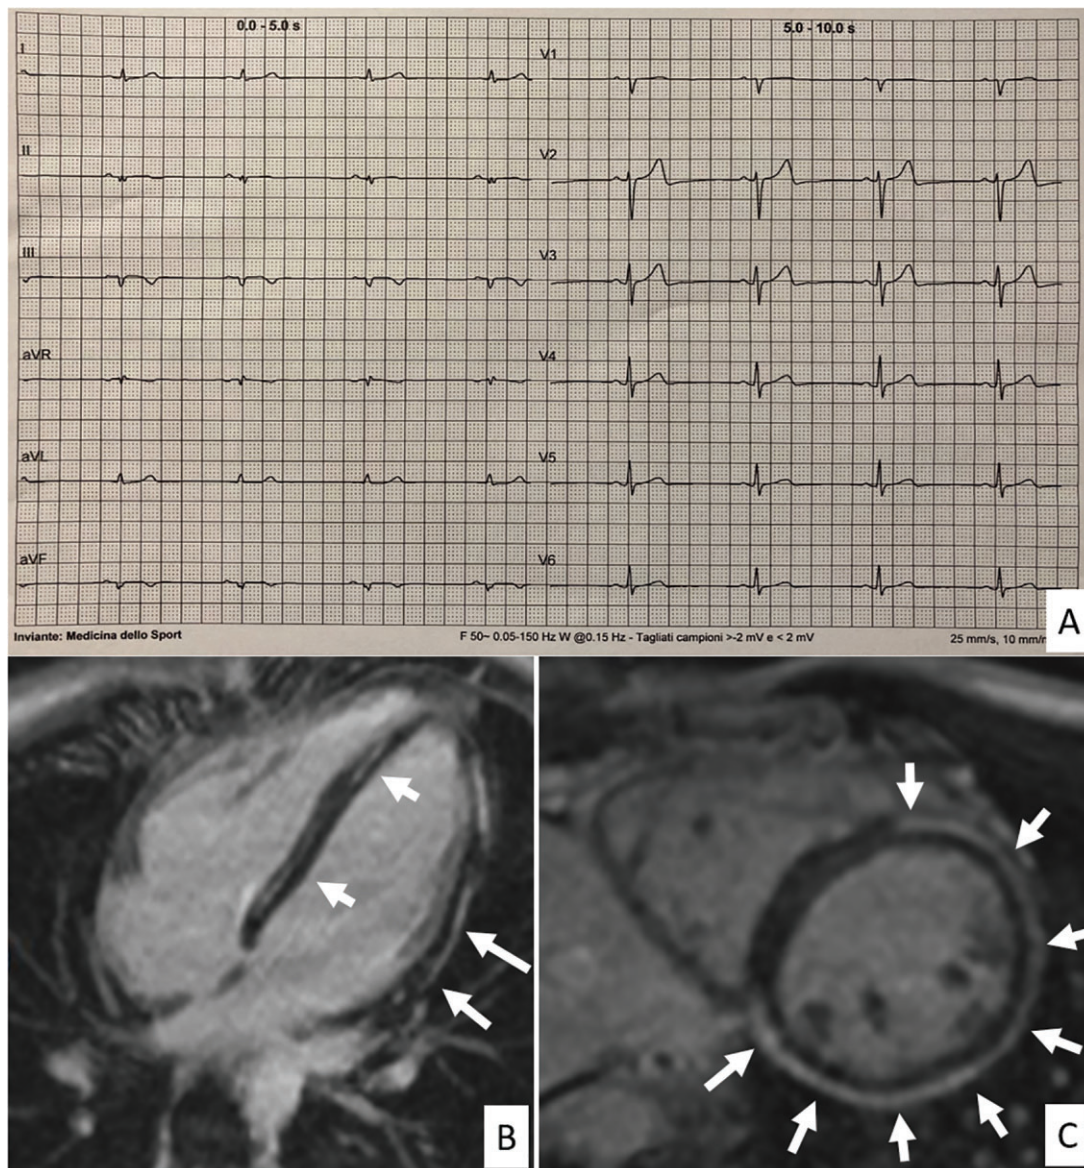 0.0 - 5.0 s 5.0 - 10.0 s
I V1
II V2
III V3
aVR V4
aVL V5
aVF V6
A
Inviante: Medicina dello Sport F 50~ 0.05-150 Hz W @0.15 Hz - Tagliati campioni >-2 mV e < 2 mV 25 mm/s, 10
B C